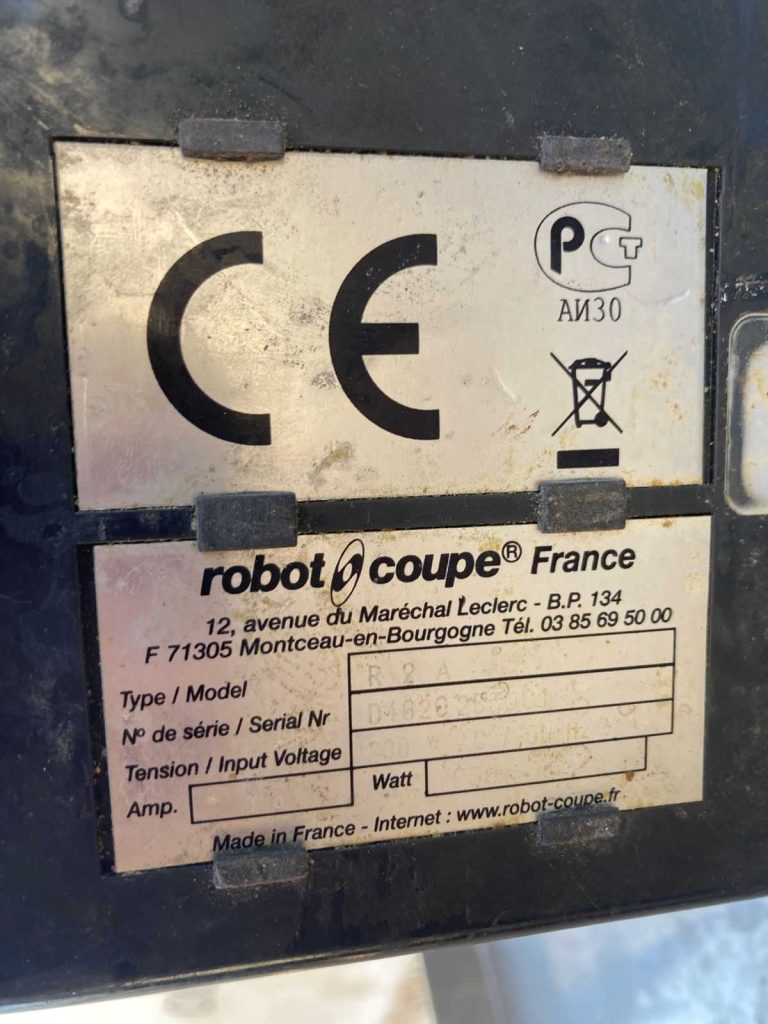 CE
PCT
АИ30
robot coupe® France
12, avenue du Maréchal Leclerc - B.P. 134
F 71305 Montceau-en-Bourgogne Tél. 03 85 69 50 00
Type / Model R 2 A
Nº de série / Serial Nr
Tension / Input Voltage
Amp. Watt
Made in France - Internet : www.robot-coupe.fr